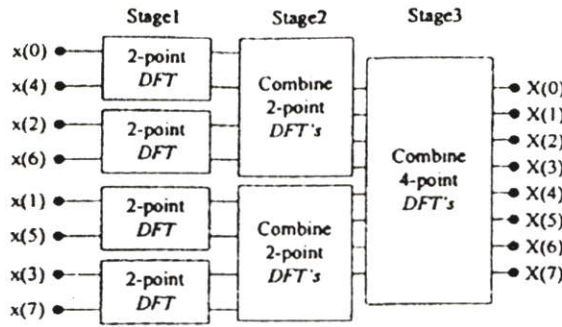 Stage1 Stage2 Stage3
x(0)
x(4)
x(2)
x(6)
x(1)
x(5)
x(3)
x(7)
2-point
DFT
2-point
DFT
2-point
DFT
2-point
DFT
Combine
2-point
DFT's
Combine
2-point
DFT's
Combine
4-point
DFT's
X(0)
X(1)
X(2)
X(3)
X(4)
X(5)
X(6)
X(7)